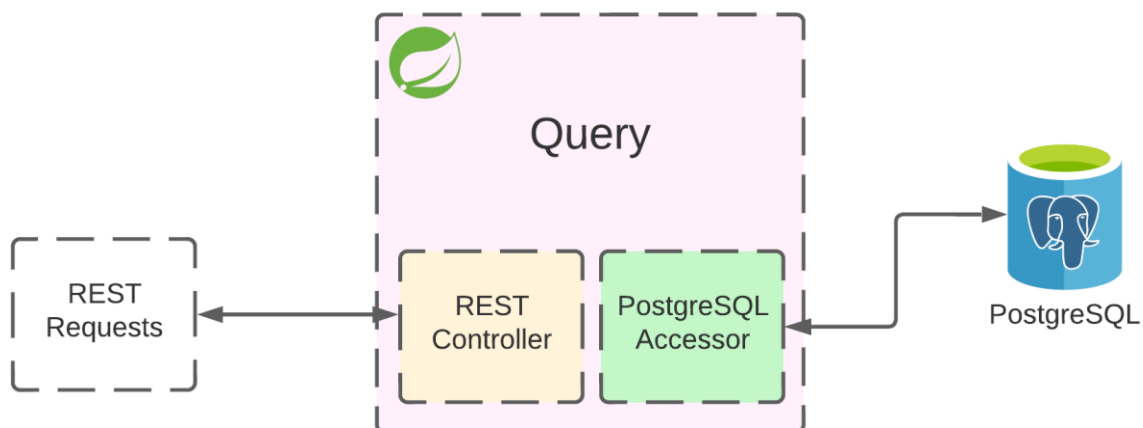 Query
REST
Requests
REST
Controller
PostgreSQL
Accessor
PostgreSQL